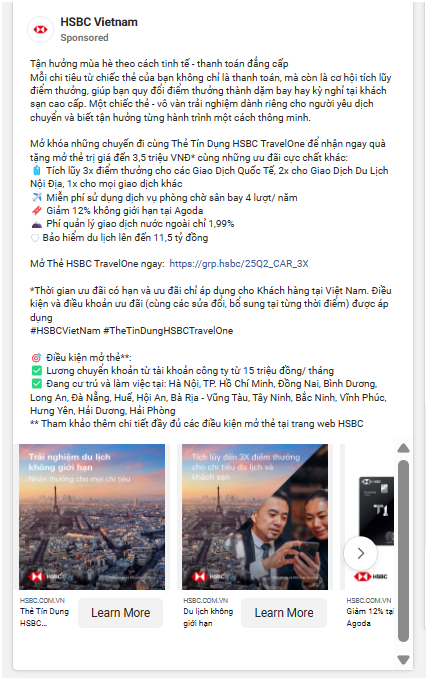 HSBC Vietnam
Sponsored
Tận hưởng mùa hè theo cách tinh tế - thanh toán đẳng cấp
Mỗi chi tiêu từ chiếc thẻ của bạn không chỉ là thanh toán, mà còn là cơ hội tích lũy
điểm thưởng, giúp bạn quy đổi điểm thưởng thành dặm bay hay kỳ nghỉ tại khách
sạn cao cấp. Một chiếc thẻ - vô vàn trải nghiệm dành riêng cho người yêu dịch
chuyển và biết tận hưởng từng hành trình một cách thông minh.
Mở khóa những chuyến đi cùng Thẻ Tín Dụng HSBC TravelOne để nhận ngay quà
tặng mở thẻ trị giá đến 3,5 triệu VNĐ* cùng những ưu đãi cực chất khác:
🧳 Tích lũy 3x điểm thưởng cho các Giao Dịch Quốc Tế, 2x cho Giao Dịch Du Lịch
Nội Địa, 1x cho mọi giao dịch khác
✈️ Miễn phí sử dụng dịch vụ phòng chờ sân bay 4 lượt/ năm
Giảm 12% không giới hạn tại Agoda
Phí quản lý giao dịch nước ngoài chỉ 1,99%
Bảo hiểm du lịch lên đến 11,5 tỷ đồng
Mở Thẻ HSBC TravelOne ngay: https://grp.hsbc/25Q2_CAR_3X
*Thời gian ưu đãi có hạn và ưu đãi chỉ áp dụng cho Khách hàng tại Việt Nam. Điều
kiện và điều khoản ưu đãi (cùng các sửa đổi, bổ sung tại từng thời điểm) được áp
dụng
#HSBCVietNam #TheTinDungHSBCTravelOne
🎯 Điều kiện mở thẻ**:
✅ Lương chuyển khoản từ tài khoản công ty từ 15 triệu đồng/ tháng
✅ Đang cư trú và làm việc tại: Hà Nội, TP. Hồ Chí Minh, Đồng Nai, Bình Dương,
Long An, Đà Nẵng, Huế, Hội An, Bà Rịa - Vũng Tàu, Tây Ninh, Bắc Ninh, Vĩnh Phúc,
Hưng Yên, Hải Dương, Hải Phòng
** Tham khảo thêm chi tiết đầy đủ các điều kiện mở thẻ tại trang web HSBC
Trải nghiệm du lịch
không giới hạn
Nhận thưởng cho mọi chi tiêu
HSBC
Tích lũy đến 3X điểm thưởng
cho chi tiêu du lịch và
khách sạn
HSBC
HSBC
T1
HSBC
HSBC.COM.VN
Thẻ Tín Dụng
HSBC...
Learn More
HSBC.COM.VN
Du lịch không
giới hạn
Learn More
HSBC.COM.VN
Giảm 12% tại
Agoda